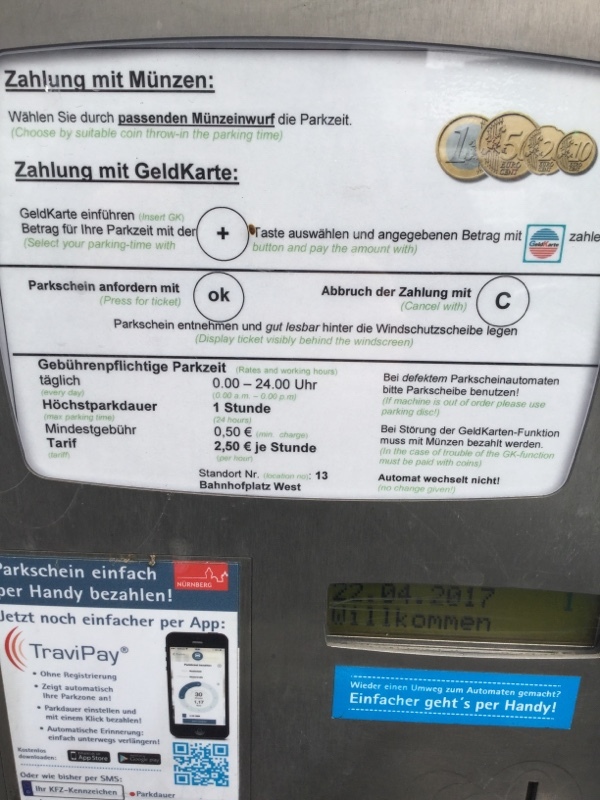 Zahlung mit Münzen:
Wählen Sie durch passenden Münzeinwurf die Parkzeit.
(Choose by suitable coin throw-in the parking time)
Zahlung mit GeldKarte:
GeldKarte einführen (Insert GK)
Betrag für Ihre Parkzeit mit der + Taste auswählen und angegebenen Betrag mit GeldKarte zahle
(Select your parking-time with button and pay the amount with)
Parkschein anfordern mit ok Abbruch der Zahlung mit C
(Press for ticket) (Cancel with)
Parkschein entnehmen und gut lesbar hinter die Windschutzscheibe legen
(Display ticket visibly behind the windscreen)
Gebührenpflichtige Parkzeit (Rates and working hours)
täglich 0.00 – 24.00 Uhr
(every day) (0.00 a.m. – 0.00 p.m)
Höchstparkdauer 1 Stunde
(max parking time) (24 hours)
Mindestgebühr 0,50 € (min charge)
Tarif 2,50 € je Stunde
(tariff) (per hour)
Standort Nr. (location no): 13
Bahnhofplatz West
Bei defektem Parkscheinautomaten
bitte Parkscheibe benutzen!
(If machine is out of order please use
parking disc!)
Bei Störung der GeldKarten-Funktion
muss mit Münzen bezahlt werden.
(In the case of trouble of the GK-function
must be paid with coins)
Automat wechselt nicht!
(no change given!)
Parkschein einfach
per Handy bezahlen!
NÜRNBERG
Jetzt noch einfacher per App:
TraviPay®
• Ohne Registrierung
• Zeigt automatisch
Ihre Parkzone an!
• Parkdauer einstellen und
mit einem Klick bezahlen!
• Automatische Erinnerung:
einfach unterwegs verlängern!
Kostenlos
downloaden: App Store Google play
Oder wie bisher per SMS:
Ihr KFZ-Kennzeichen Parkdauer
22.04.2017
Willkommen
Wieder einen Umweg zum Automaten gemacht?
Einfacher geht´s per Handy!